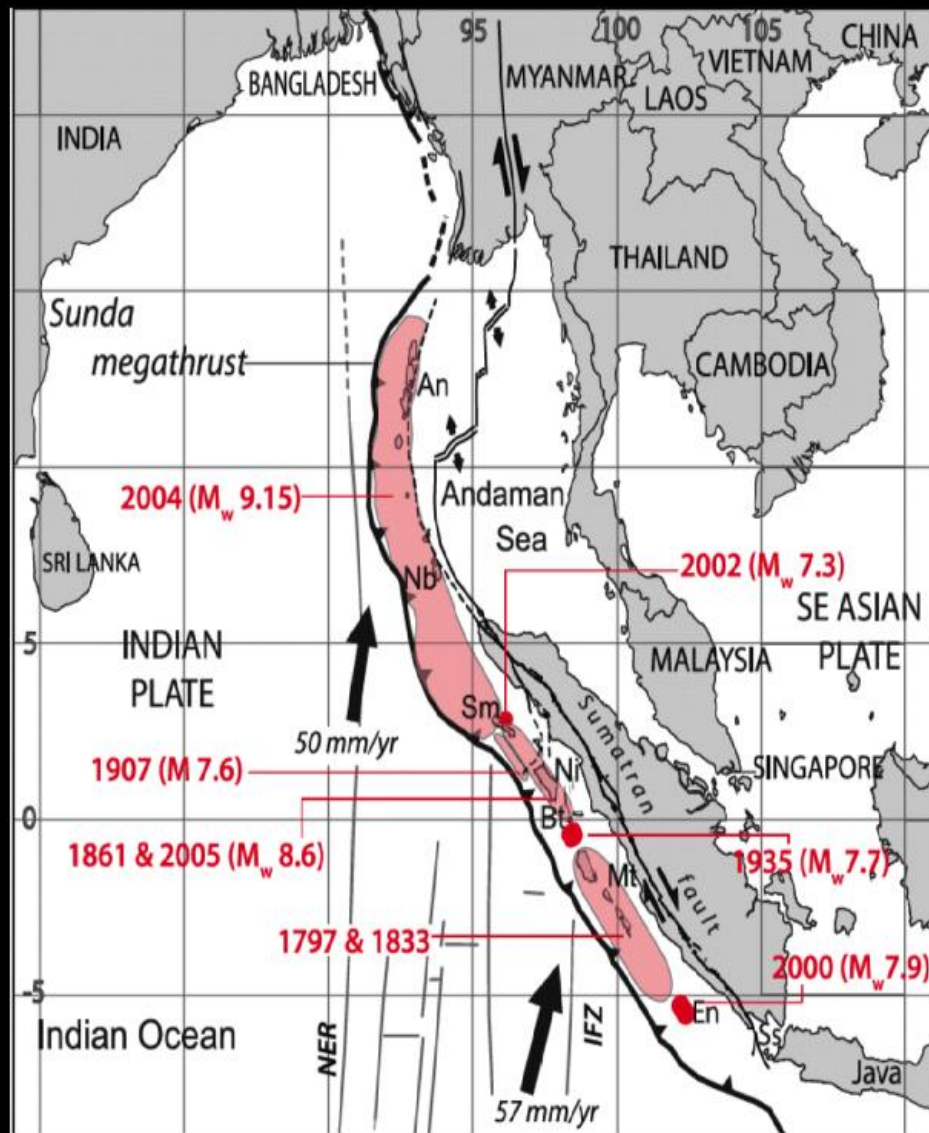 95
100
105
CHINA
BANGLADESH
MYANMAR
VIETNAM
LAOS
INDIA
THAILAND
Sunda
megathrust
CAMBODIA
An
2004 (Mw 9.15)
Andaman
Sea
SRI LANKA
Nb
2002 (Mw 7.3)
SE ASIAN
PLATE
5
INDIAN
PLATE
MALAYSIA
Sm
50 mm/yr
Sumatran
fault
1907 (M 7.6)
Ni
SINGAPORE
0
Bt
1861 & 2005 (Mw 8.6)
1935 (Mw 7.7)
Mt
1797 & 1833
2000 (Mw 7.9)
-5
En
Indian Ocean
NER
IFZ
SS
Java
57 mm/yr